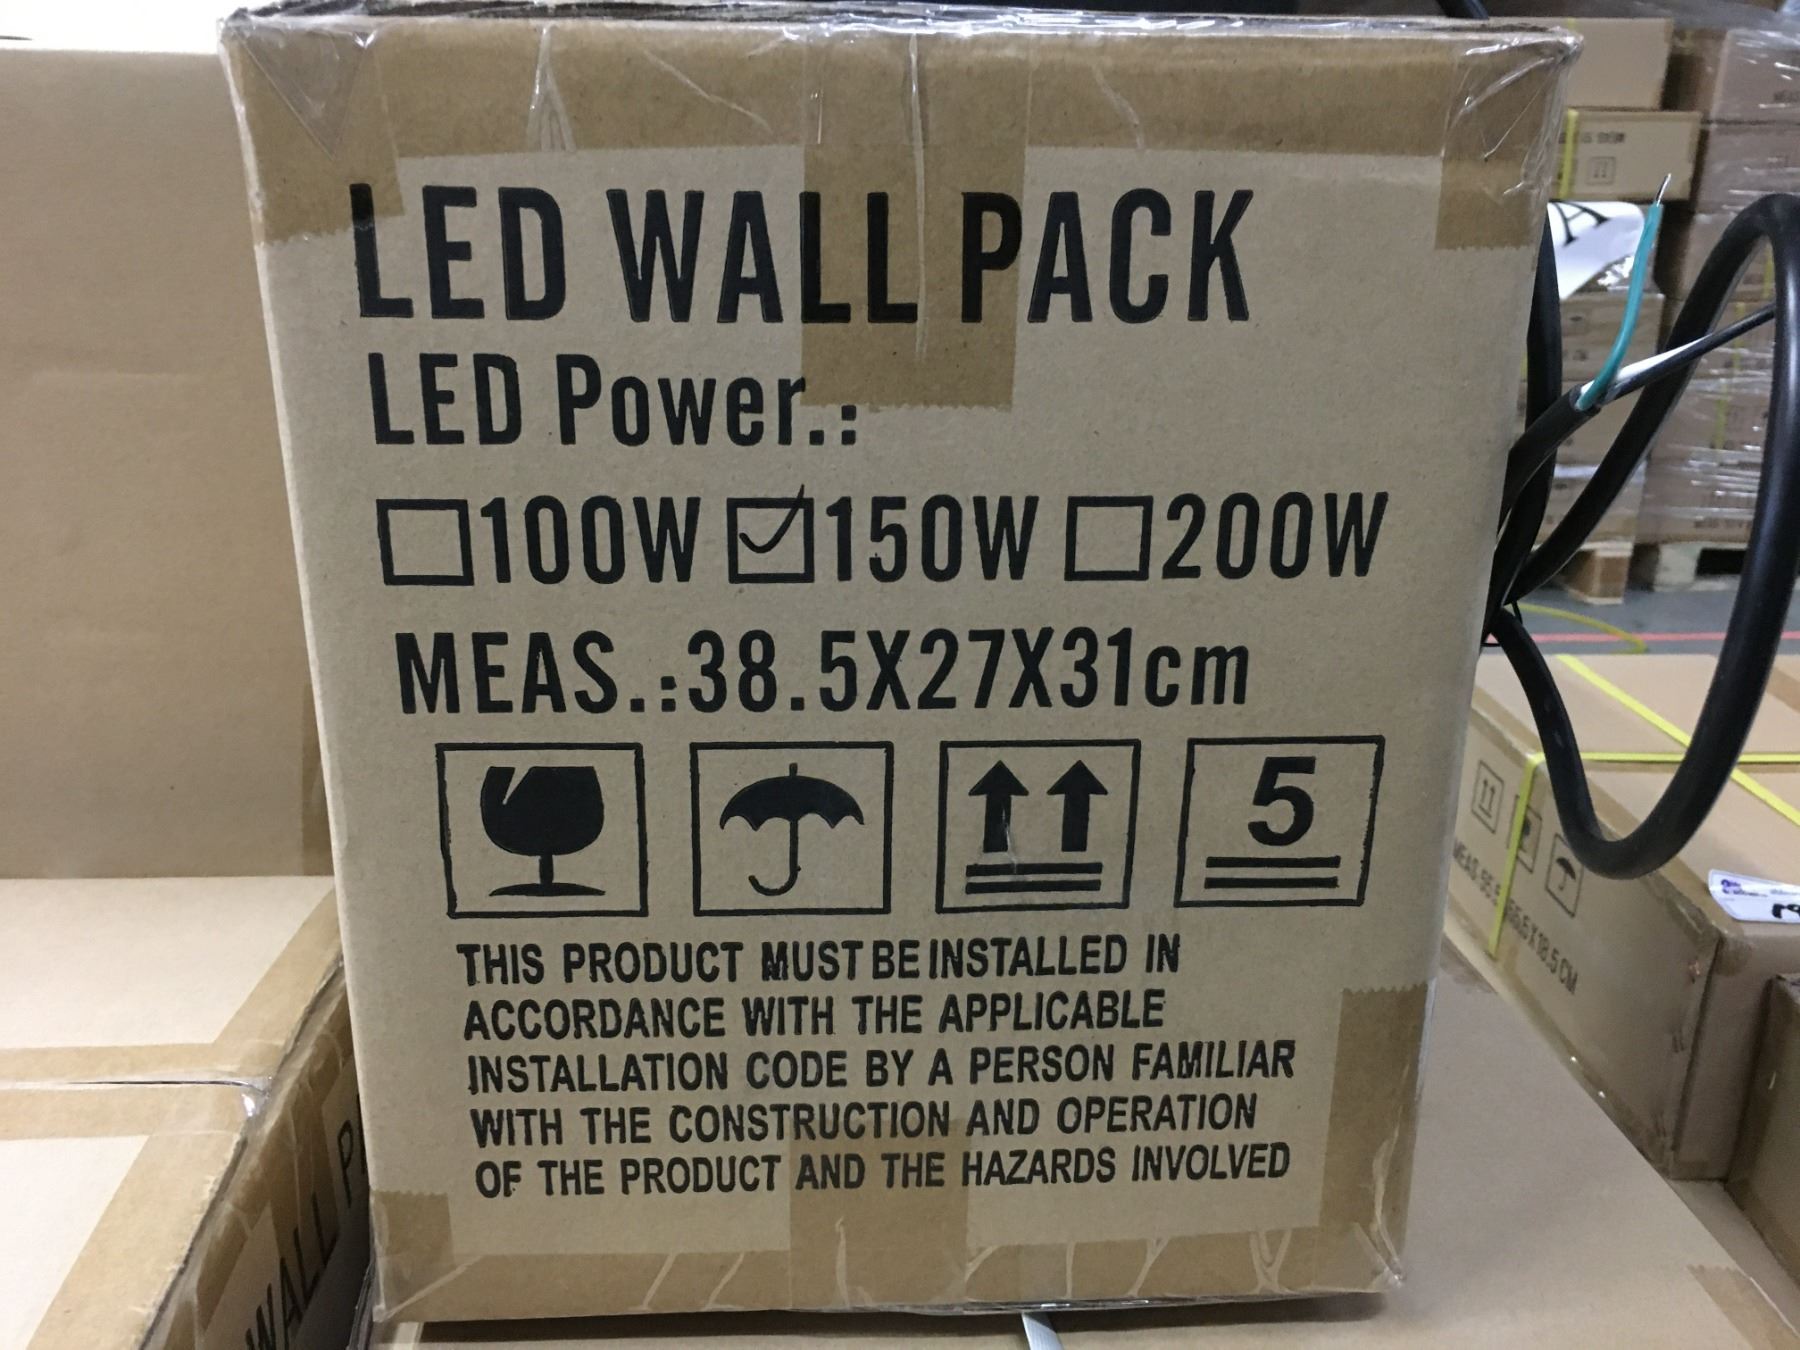 LED WALL PACK
LED Power.:
100W 150W 200W
MEAS.:38.5X27X31cm
5
THIS PRODUCT MUST BE INSTALLED IN
ACCORDANCE WITH THE APPLICABLE
INSTALLATION CODE BY A PERSON FAMILIAR
WITH THE CONSTRUCTION AND OPERATION
OF THE PRODUCT AND THE HAZARDS INVOLVED
WALL